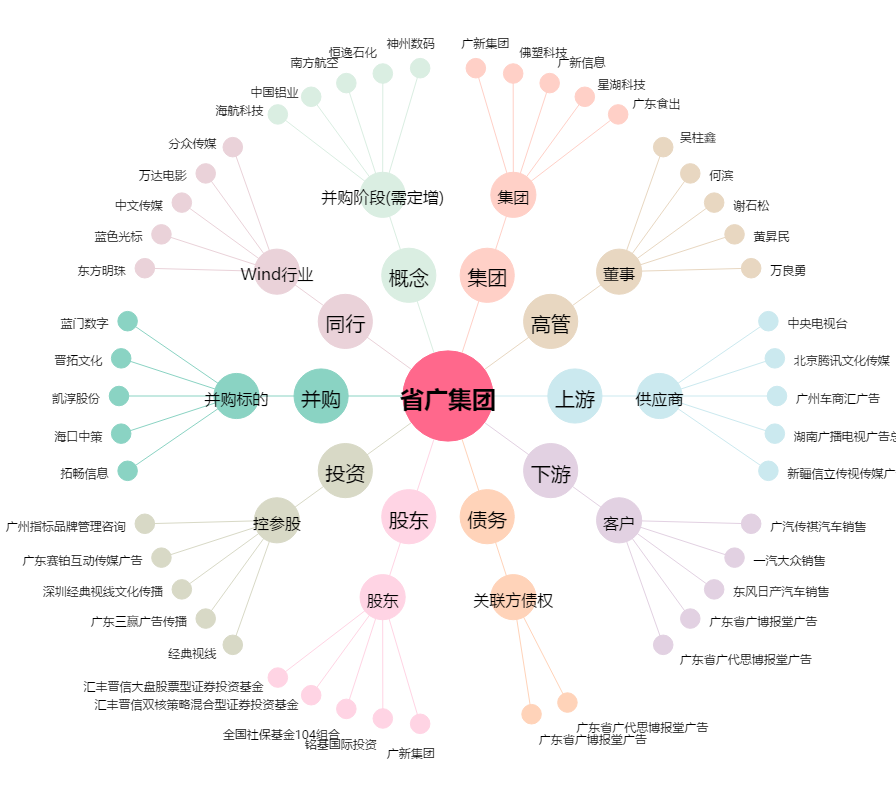 神州数码
广新集团
恒逸石化
佛塑科技
南方航空
广新信息
中国铝业
星湖科技
海航科技
广东食出
分众传媒
吴柱鑫
万达电影
何滨
并购阶段(需定增)
集团
中文传媒
谢石松
蓝色光标
黄昇民
东方明珠
Wind行业
概念
集团
董事
万良勇
蓝门数字
同行
高管
中央电视台
晋拓文化
北京腾讯文化传媒
凯淳股份
并购标的
并购
省广集团
上游
供应商
广州车商汇广告
海口中策
湖南广播电视广告总
拓畅信息
投资
下游
新疆信立传视传媒广
广州指标品牌管理咨询
控参股
股东
债务
客户
广汽传祺汽车销售
广东赛铂互动传媒广告
一汽大众销售
深圳经典视线文化传播
股东
关联方债权
东风日产汽车销售
广东三赢广告传播
广东省广博报堂广告
经典视线
广东省广代思博报堂广告
汇丰晋信大盘股票型证券投资基金
汇丰晋信双核策略混合型证券投资基金
全国社保基金104组合
广东省广代思博报堂广告
铭基国际投资
广东省广博报堂广告
广新集团